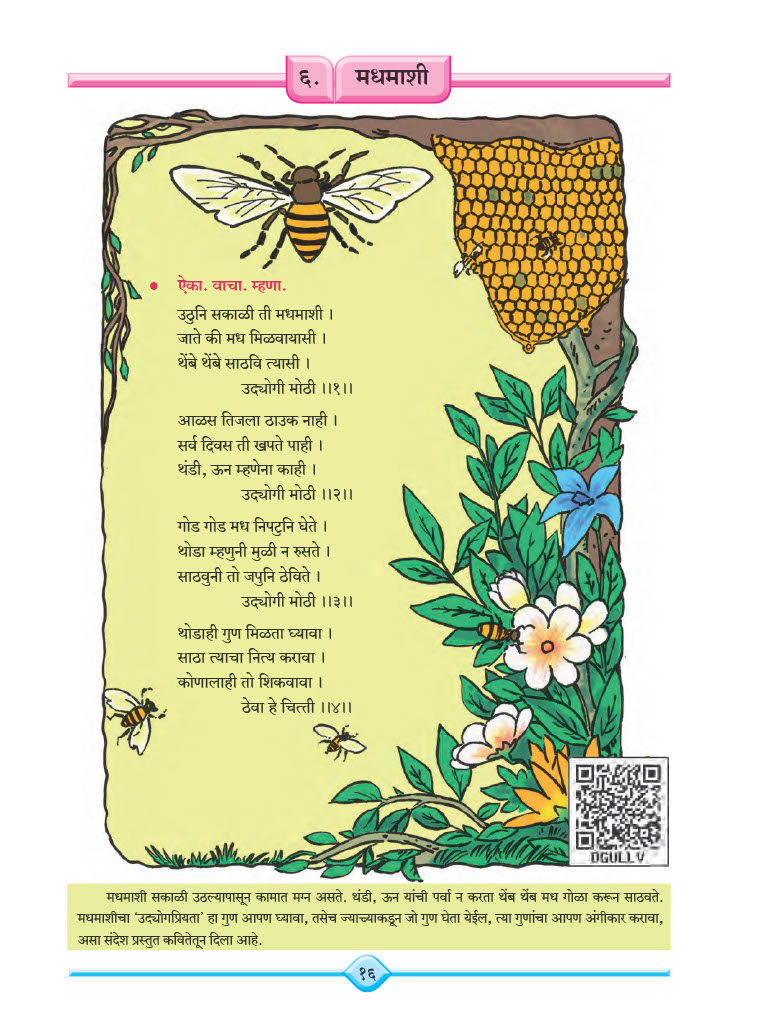 ६. मधमाशी
• ऐका. वाचा. म्हणा.
उठुनि सकाळी ती मधमाशी ।
जाते की मध मिळवायासी ।
थेंबे थेंबे साठवि त्यासी ।
उद्योगी मोठी ।।१।।
आळस तिजला ठाउक नाही ।
सर्व दिवस ती खपते पाही ।
थंडी, ऊन म्हणेना काही ।
उद्योगी मोठी ।।२।।
गोड गोड मध निपटुनि घेते ।
थोडा म्हणुनी मुळी न रुसते ।
साठवुनी तो जपुनि ठेविते ।
उद्योगी मोठी ।।३।।
थोडाही गुण मिळता घ्यावा ।
साठा त्याचा नित्य करावा ।
कोणालाही तो शिकवावा ।
ठेवा हे चित्ती ।।४।।
DGULLV
मधमाशी सकाळी उठल्यापासून कामात मग्न असते. थंडी, ऊन यांची पर्वा न करता थेंब थेंब मध गोळा करून साठवते.
मधमाशीचा ‘उद्योगप्रियता’ हा गुण आपण घ्यावा, तसेच ज्याच्याकडून जो गुण घेता येईल, त्या गुणांचा आपण अंगीकार करावा,
असा संदेश प्रस्तुत कवितेतून दिला आहे.
१६